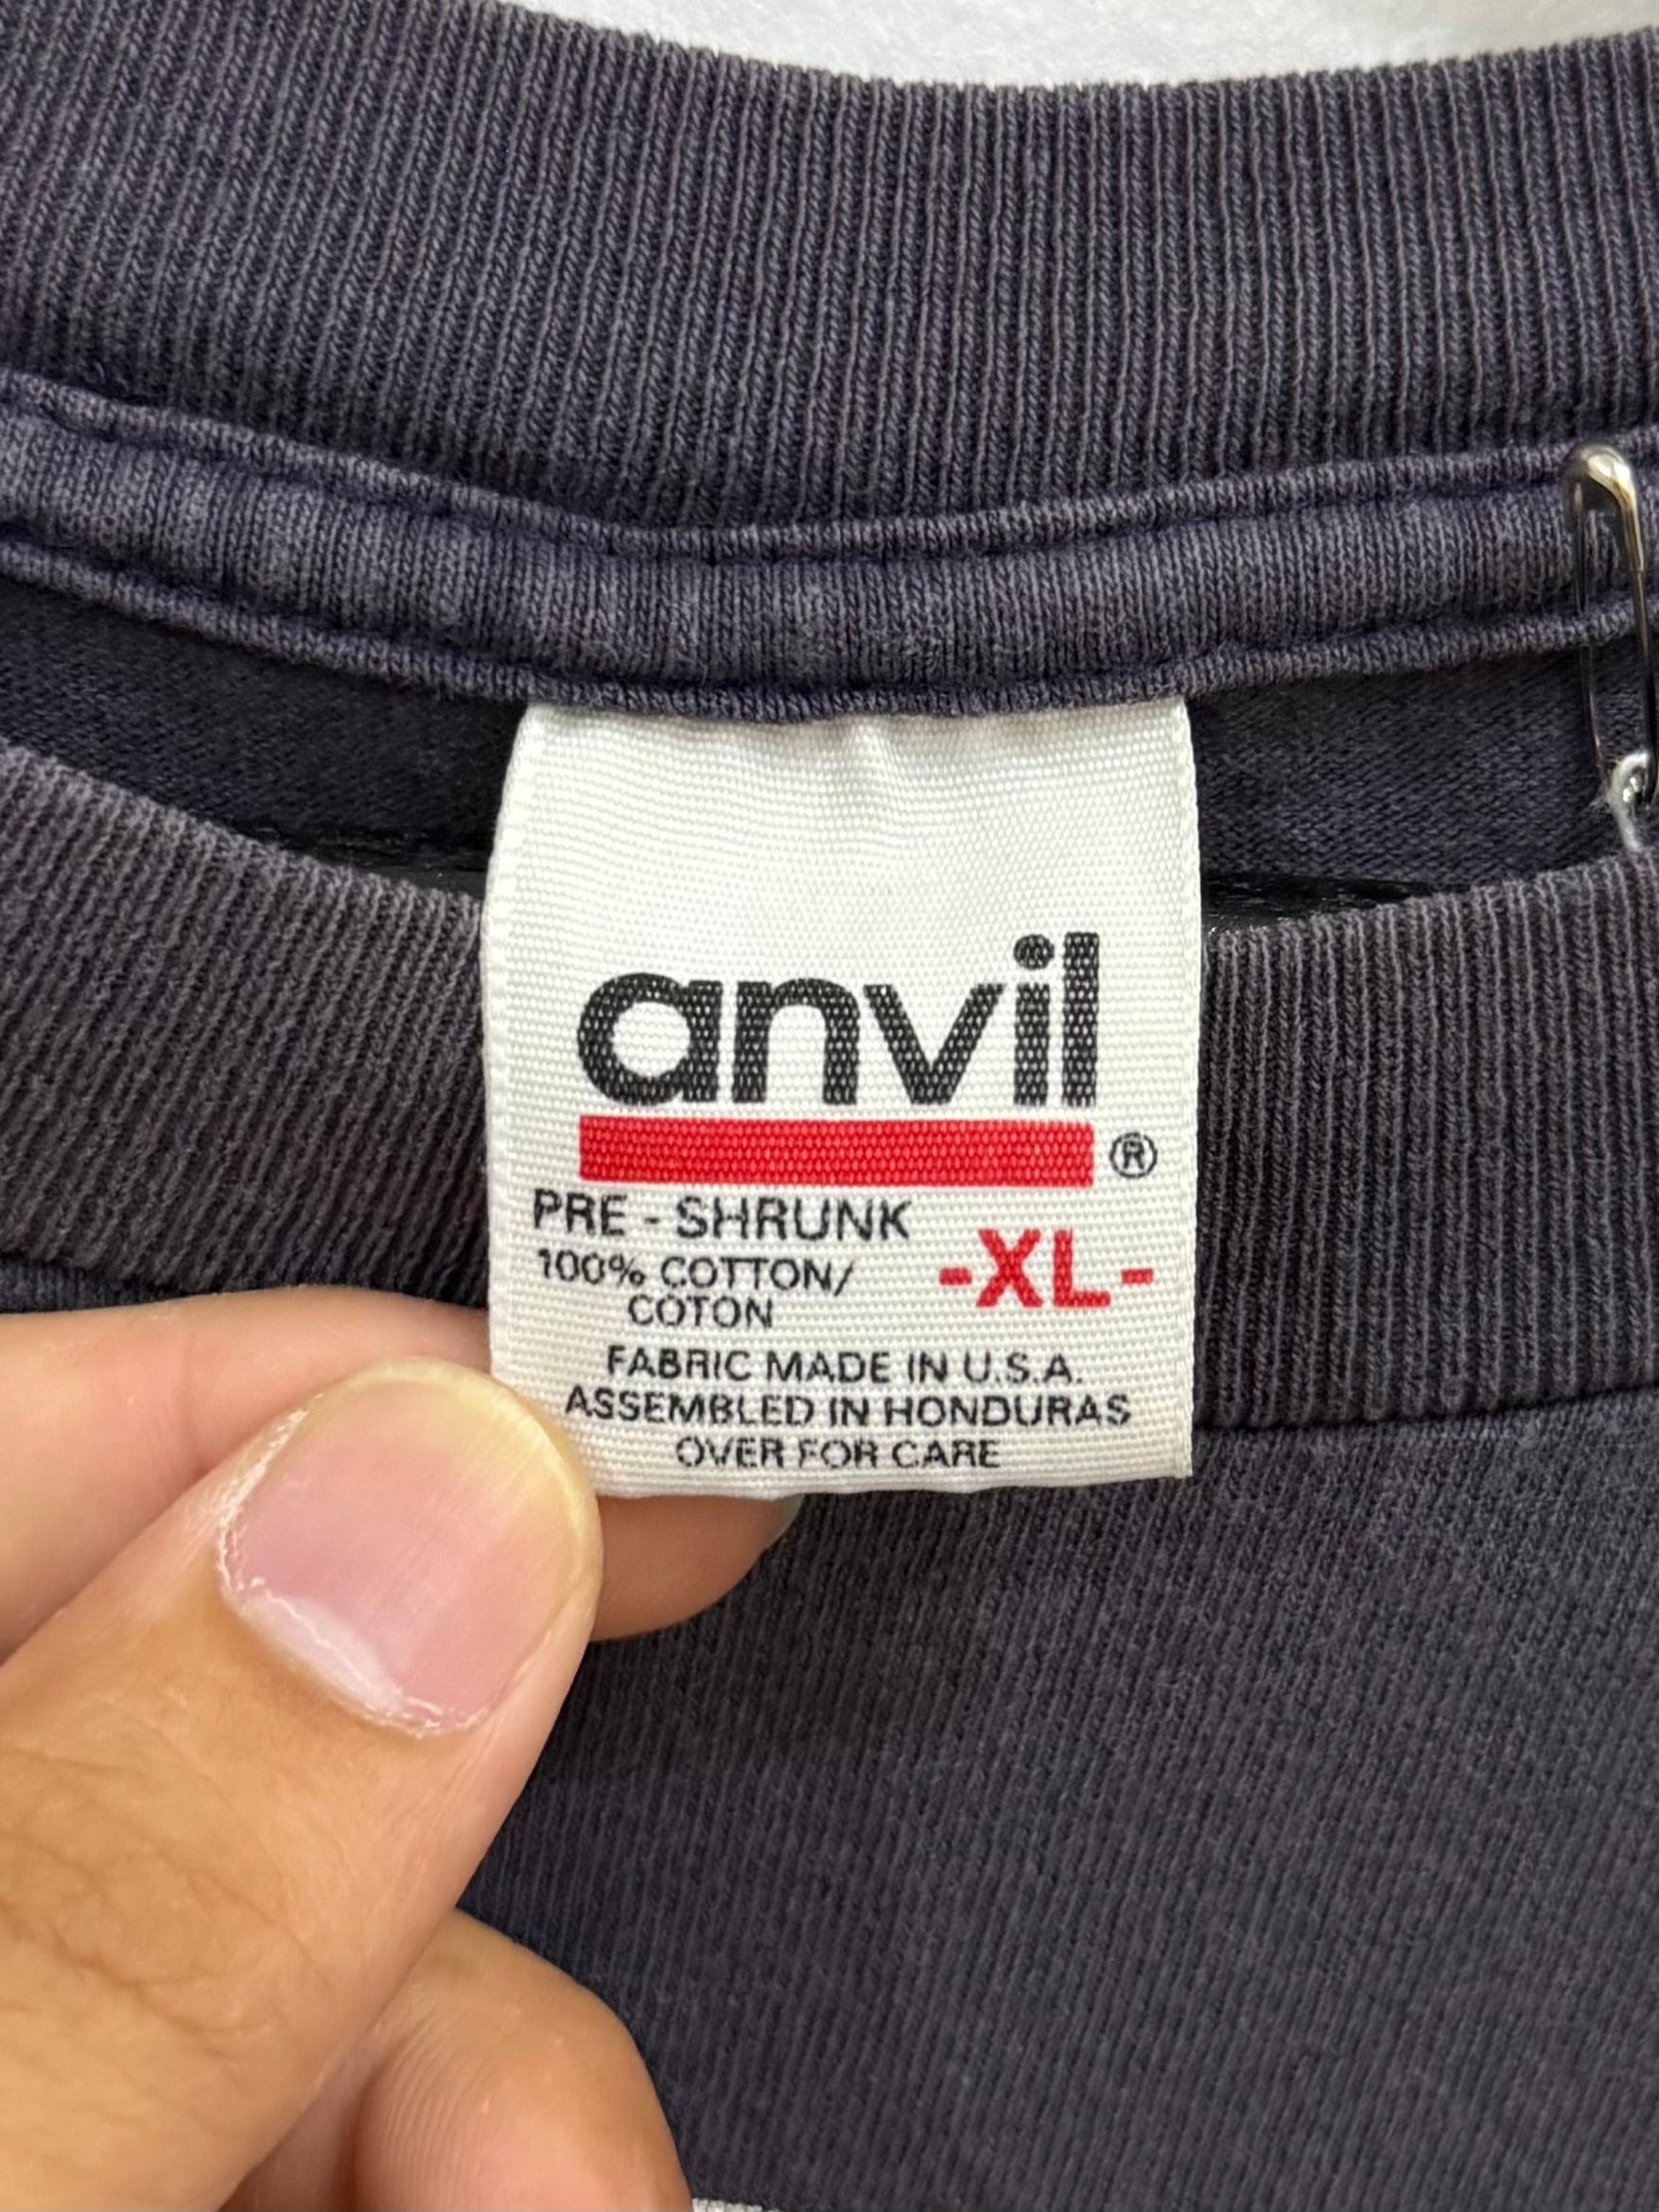 anvil
®
PRE - SHRUNK
-XL-
100% COTTON/
COTON
FABRIC MADE IN U.S.A.
ASSEMBLED IN HONDURAS
OVER FOR CARE